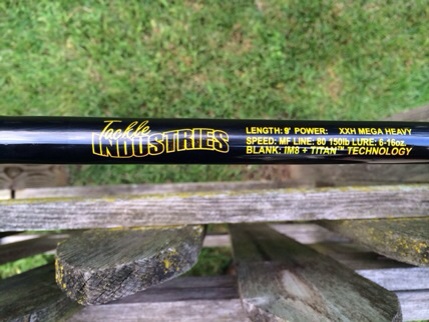 Tackle
INDUSTRIES
LENGTH: 9' POWER: XXH MEGA HEAVY
SPEED: MF LINE: 80 150lb LURE: 6-16oz.
BLANK: IM8 + TITAN™ TECHNOLOGY